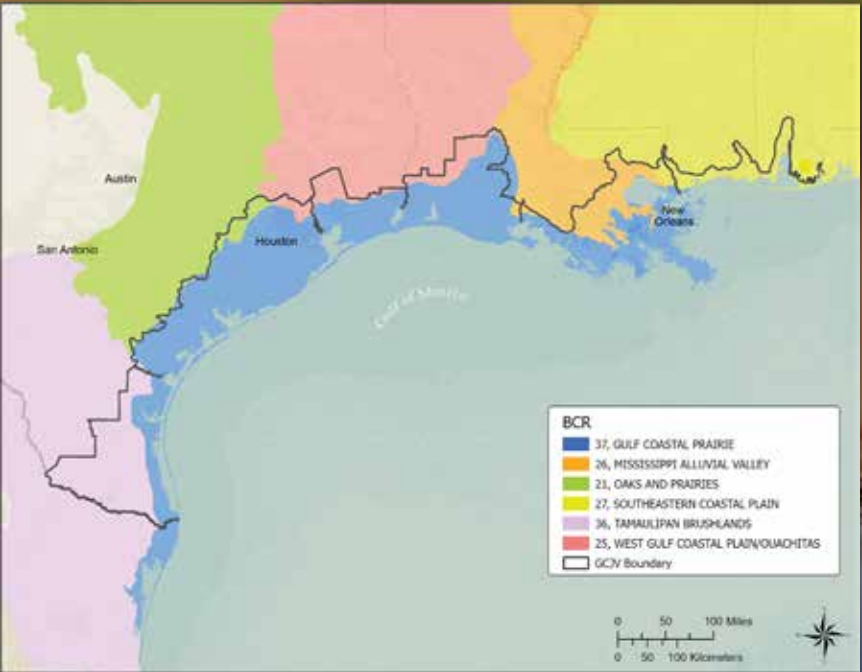 Austin
San Antonio
Houston
New
Orleans
Gulf of Mexico
BCR
37, GULF COASTAL PRAIRIE
26, MISSISSIPPI ALLUVIAL VALLEY
21, OAKS AND PRAIRIES
27, SOUTHEASTERN COASTAL PLAIN
36, TAMAULIPAN BRUSHLANDS
25, WEST GULF COASTAL PLAIN/OUACHITAS
GCJV Boundary
0 50 100 Miles
0 50 100 Kilometers